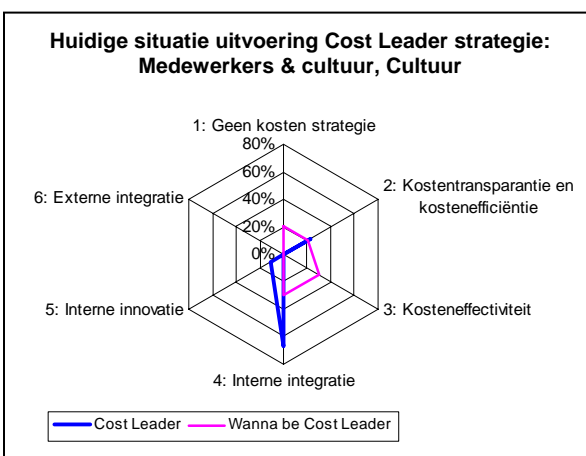 Huidige situatie uitvoering Cost Leader strategie:
Medewerkers & cultuur, Cultuur
1: Geen kosten strategie
80%
60%
40%
20%
0%
2: Kostentransparantie en
kostenefficiëntie
3: Kosteneffectiviteit
4: Interne integratie
5: Interne innovatie
6: Externe integratie
Cost Leader
Wanna be Cost Leader